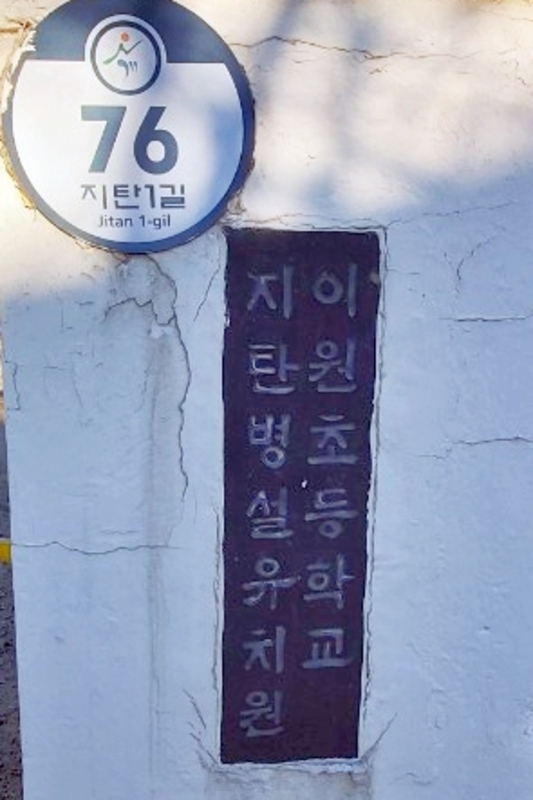 76
지탄1길
Jitan 1-gil
이원초등학교
지탄병설유치원